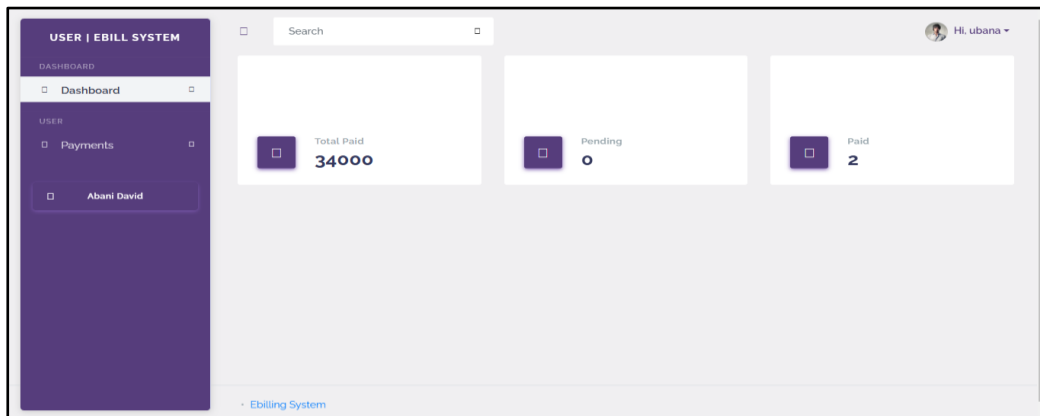 USER | EBILL SYSTEM
DASHBOARD
Dashboard
USER
Payments
Abani David
Search
Hi, ubana
Total Paid
34000
Pending
0
Paid
2
Ebilling System